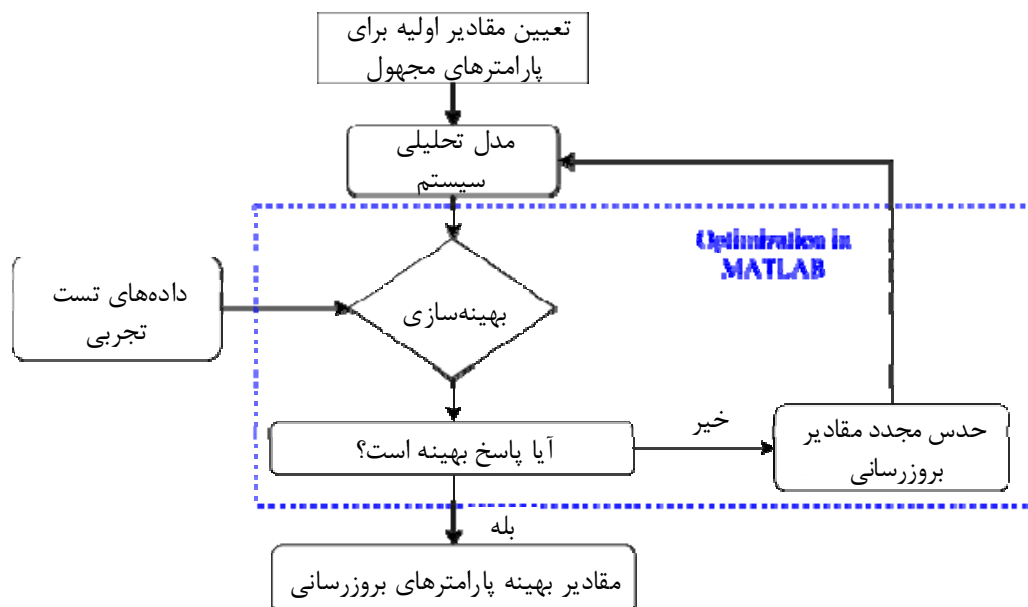 تعیین مقادیر اولیه برای
پارامترهای مجهول
مدل تحلیلی
سیستم
Optimization in
MATLAB
داده‌های تست
تجربی
بهینه‌سازی
آیا پاسخ بهینه است؟
خیر
حدس مجدد مقادیر
بروزرسانی
بله
مقادیر بهینه پارامترهای بروزرسانی